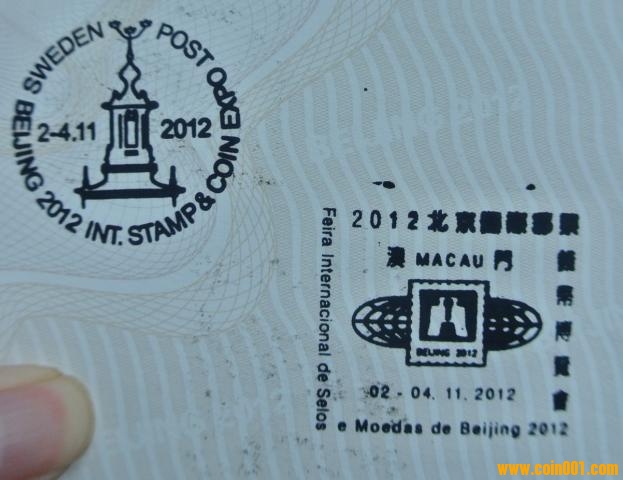 SWEDEN POST
BEIJING 2012 INT. STAMP & COIN EXPO
2-4.11 2012
2012北京國際郵票
錢幣博覽會
澳 MACAU 門
BEIJING 2012
02 - 04. 11. 2012
Feira Internacional de Selos
e Moedas de Beijing 2012
www.coin001.com